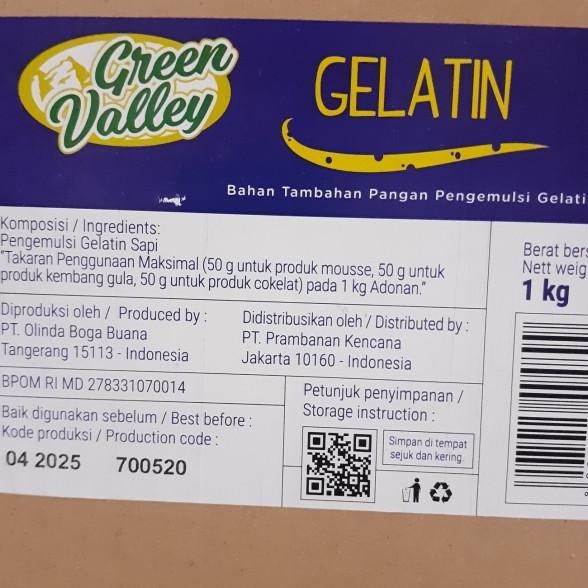 Green
Valley
GELATIN
Bahan Tambahan Pangan Pengemulsi
Komposisi / Ingredients:
Pengemulsi Gelatin Sapi
"Takaran Penggunaan Maksimal (50 g untuk produk mousse, 50 g untuk
produk kembang gula, 50 g untuk produk cokelat) pada 1 kg Adonan."
Berat
Nett
1 kg
Diproduksi oleh / Produced by :
PT. Olinda Boga Buana
Tangerang 15113 - Indonesia
Didistribusikan oleh / Distributed by :
PT. Prambanan Kencana
Jakarta 10160 - Indonesia
BPOM RI MD 278331070014
Baik digunakan sebelum / Best before :
Kode produksi / Production code :
04 2025 700520
Petunjuk penyimpanan /
Storage instruction :
Simpan di tempat
sejuk dan kering.